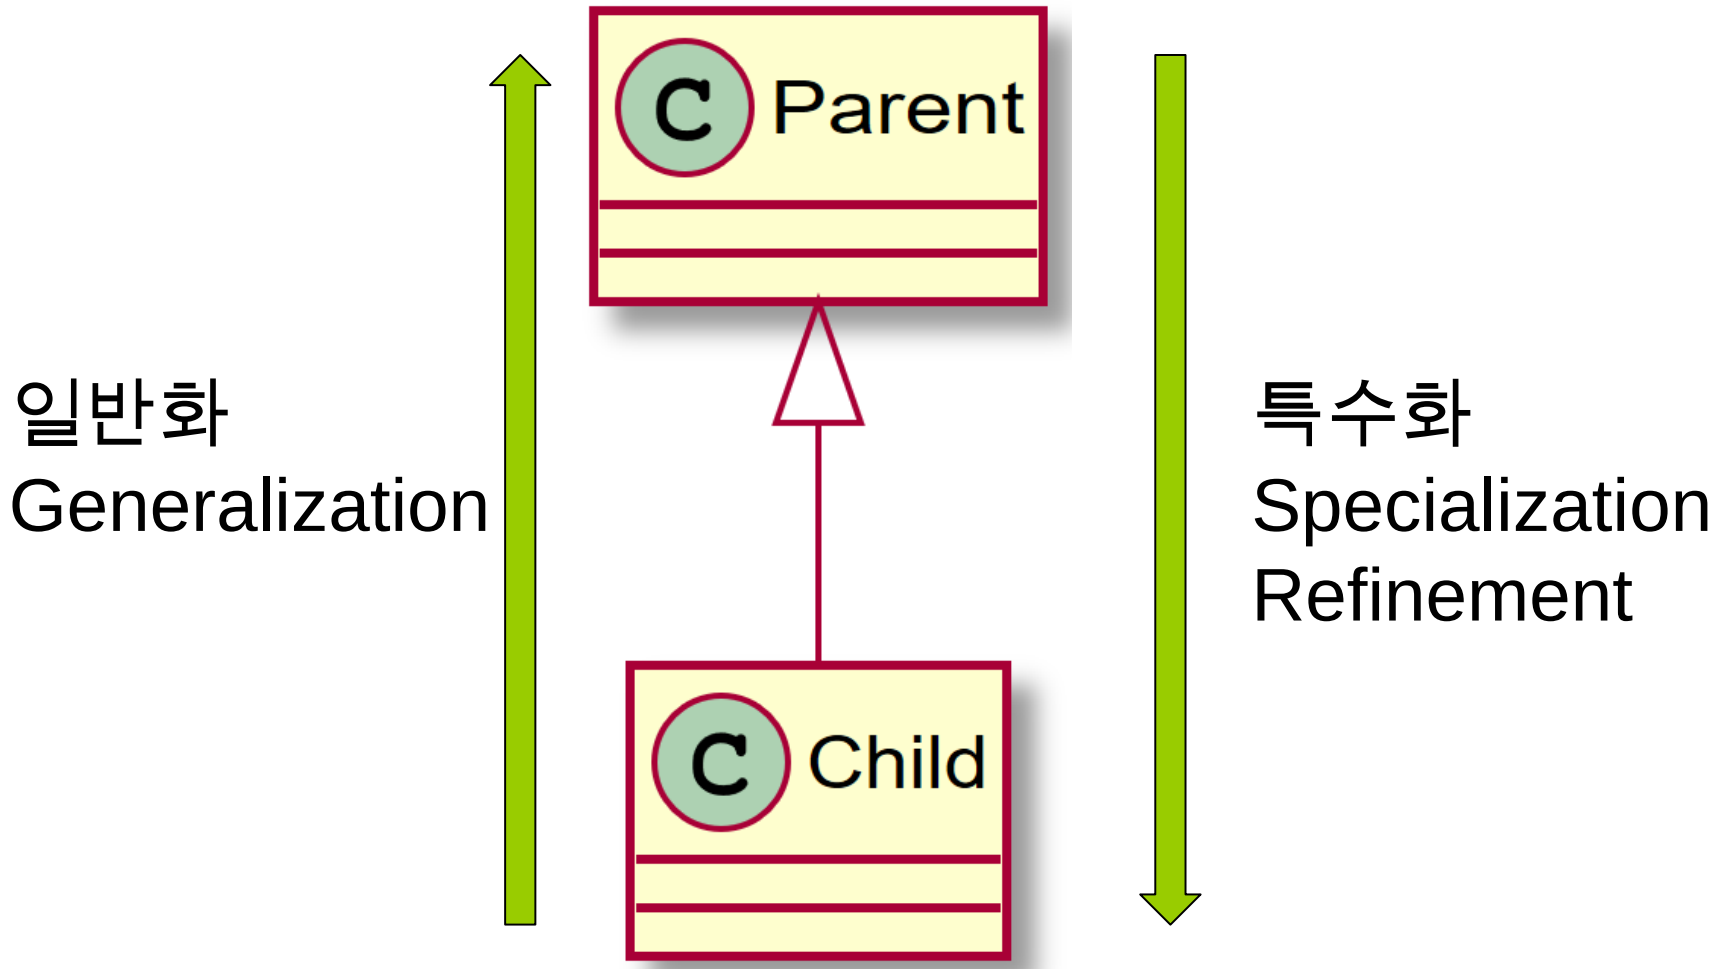 C Parent
일반화
Generalization
특수화
Specialization
Refinement
C Child